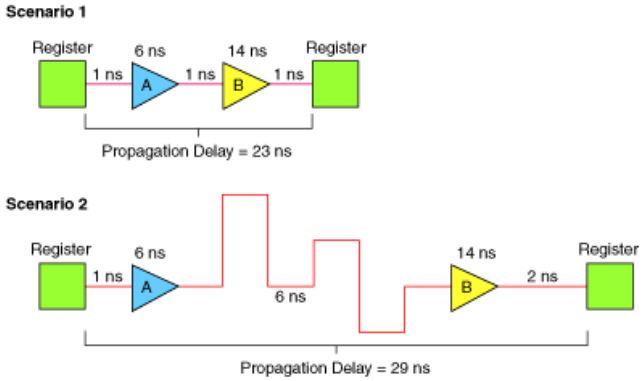 Scenario 1
6 ns 14 ns
Register Register
1 ns A 1 ns B 1 ns
Propagation Delay = 23 ns
Scenario 2
Register 6 ns 14 ns Register
1 ns A 6 ns B 2 ns
Propagation Delay = 29 ns